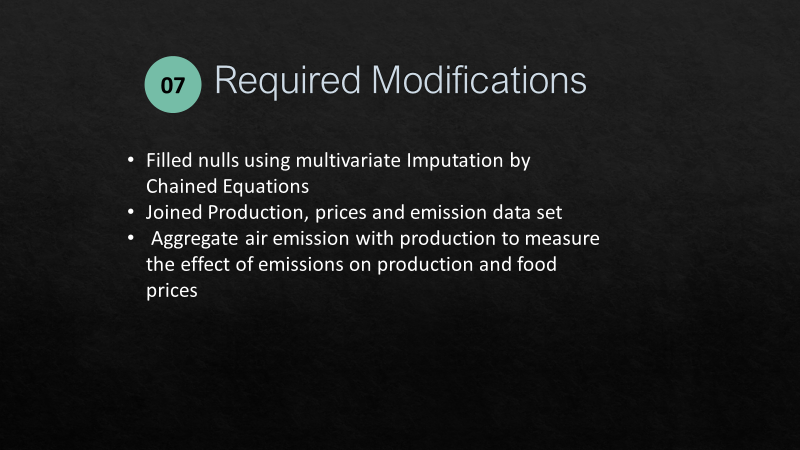 07 Required Modifications
• Filled nulls using multivariate Imputation by
Chained Equations
• Joined Production, prices and emission data set
• Aggregate air emission with production to measure
the effect of emissions on production and food
prices